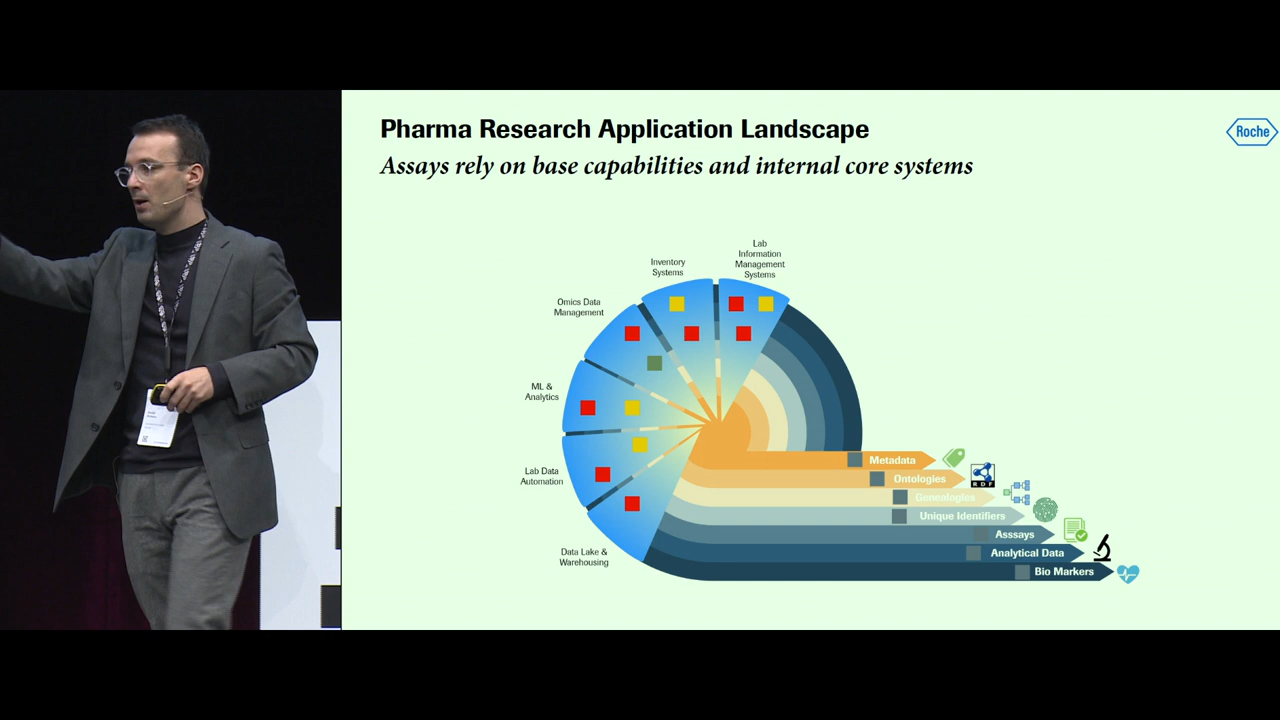 Pharma Research Application Landscape
Assays rely on base capabilities and internal core systems
Roche
Lab
Information
Management
Systems
Inventory
Systems
Omics Data
Management
ML &
Analytics
Lab Data
Automation
Data Lake &
Warehousing
Metadata
Ontologies
RDF
Genealogies
Unique Identifiers
Asssays
Analytical Data
Bio Markers